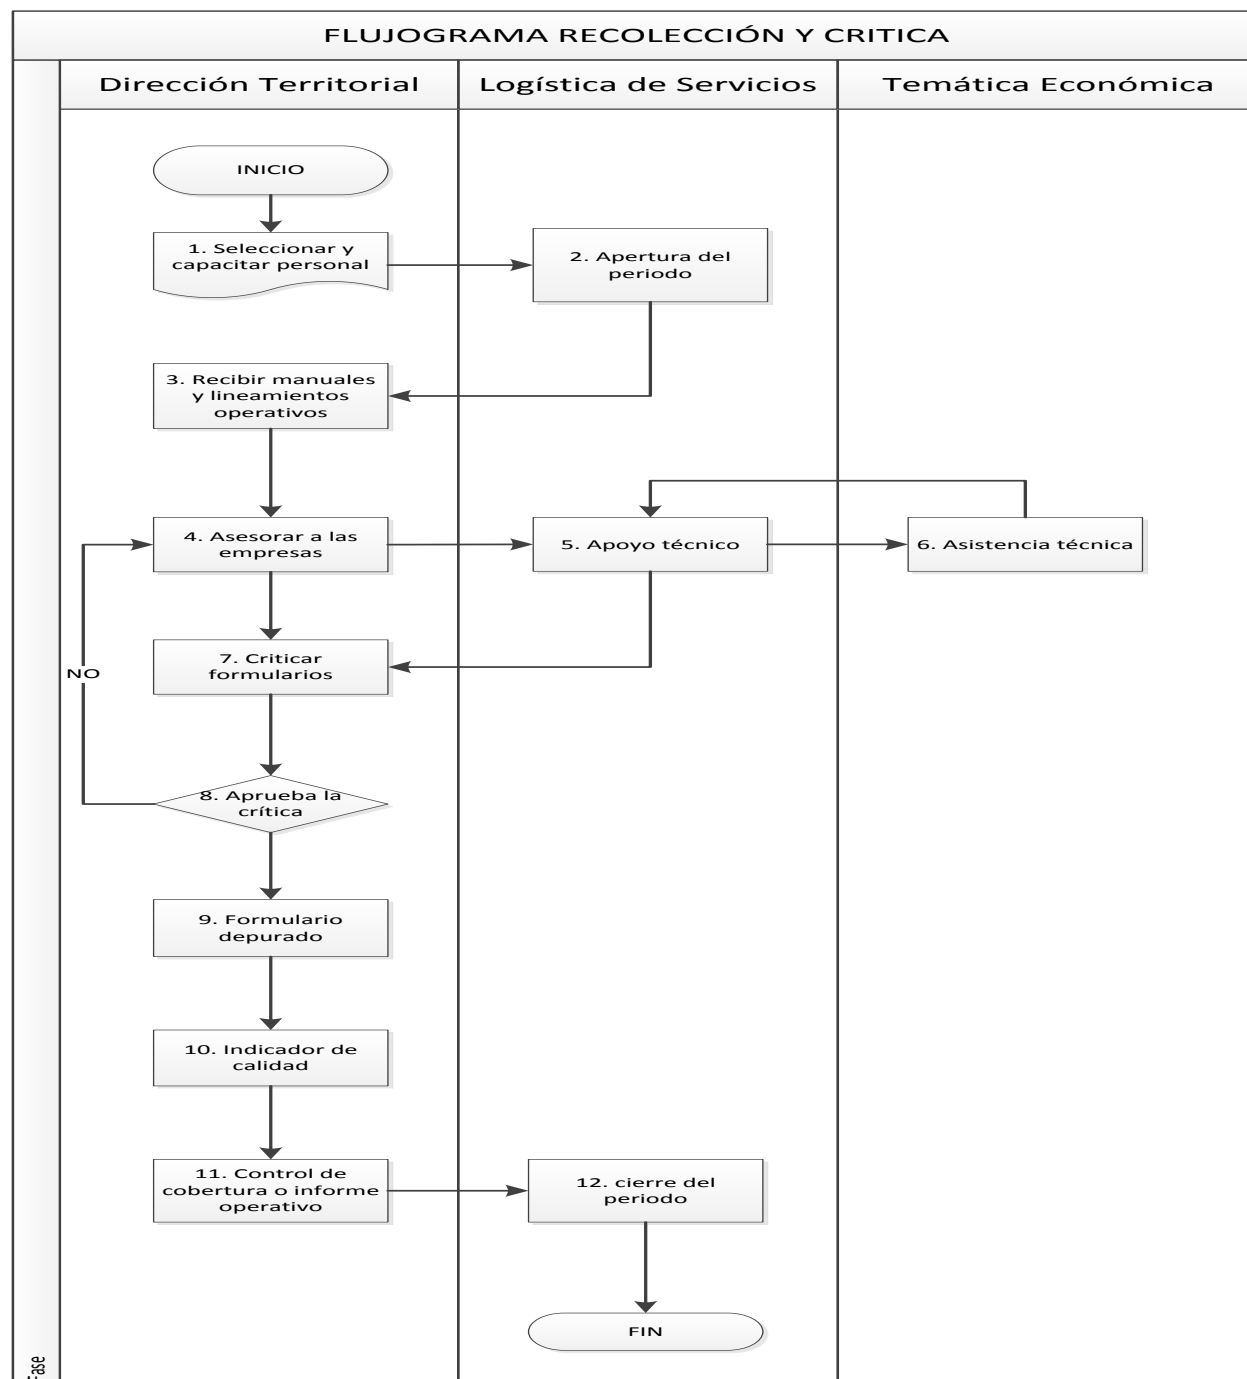 FLUJOGRAMA RECOLECCIÓN Y CRITICA
Dirección Territorial
Logística de Servicios
Temática Económica
INICIO
1. Seleccionar y
capacitar personal
2. Apertura del
periodo
3. Recibir manuales
y lineamientos
operativos
4. Asesorar a las
empresas
5. Apoyo técnico
6. Asistencia técnica
7. Criticar
formularios
NO
8. Aprueba la
crítica
9. Formulario
depurado
10. Indicador de
calidad
11. Control de
cobertura o informe
operativo
12. cierre del
periodo
FIN
Fase